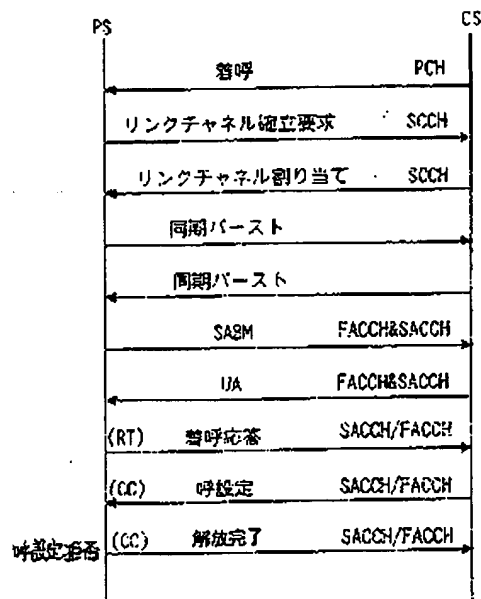 PS CS
着呼 PCH
リンクチャネル確立要求 SCCH
リンクチャネル割り当て SCCH
同期バースト
同期バースト
SABM FACCH&SACCH
UA FACCH&SACCH
(RT) 着呼応答 SACCH/FACCH
(CC) 呼設定 SACCH/FACCH
呼設定拒否 (CC) 解放完了 SACCH/FACCH